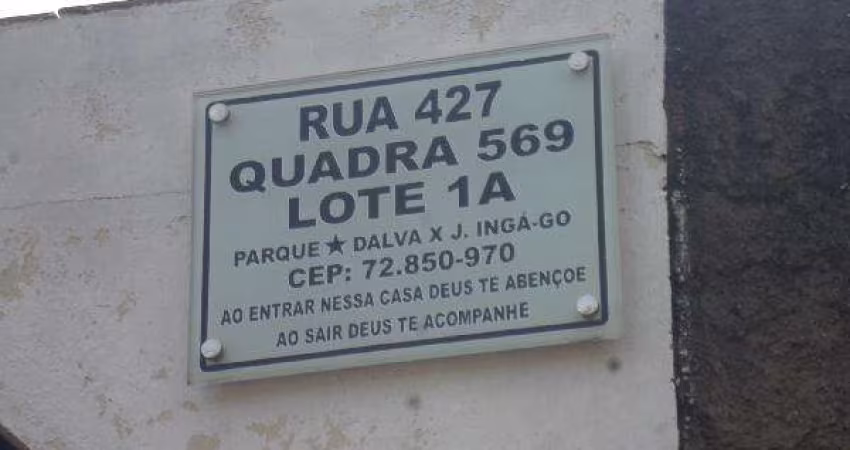 RUA 427
QUADRA 569
LOTE 1A
PARQUE ★ DALVA X J. INGÁ-GO
CEP: 72.850-970
AO ENTRAR NESSA CASA DEUS TE ABENÇOE
AO SAIR DEUS TE ACOMPANHE